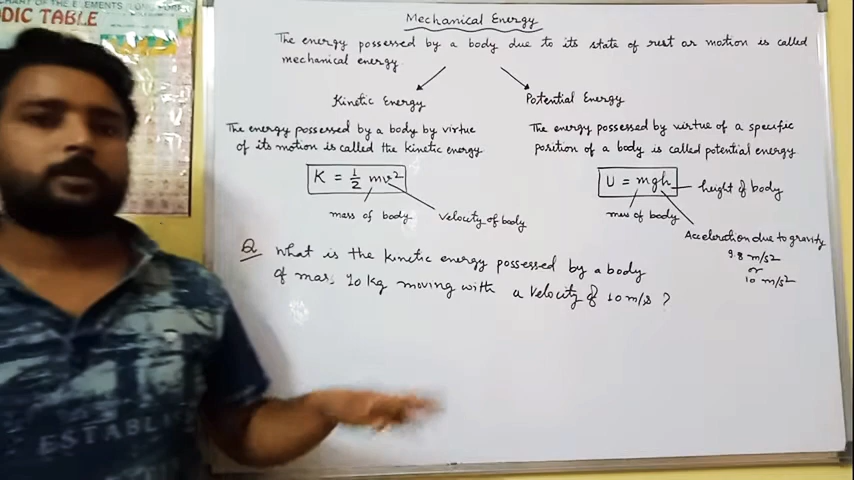 CHART OF THE ELEMENTS
DIC TABLE
Mechanical Energy
The energy possessed by a body due to its state of rest or motion is called
mechanical energy.
Kinetic Energy
Potential Energy
The energy possessed by a body by virtue
of its motion is called the kinetic energy
The energy possessed by virtue of a specific
position of a body is called potential energy
K = 1/2 mv²
U = mgh
height of body
mass of body
velocity of body
mass of body
Acceleration due to gravity
9.8 m/s2
or
10 m/s2
Q. What is the kinetic energy possessed by a body
of mass 10 kg moving with a velocity of 10 m/s ?
ESTABL